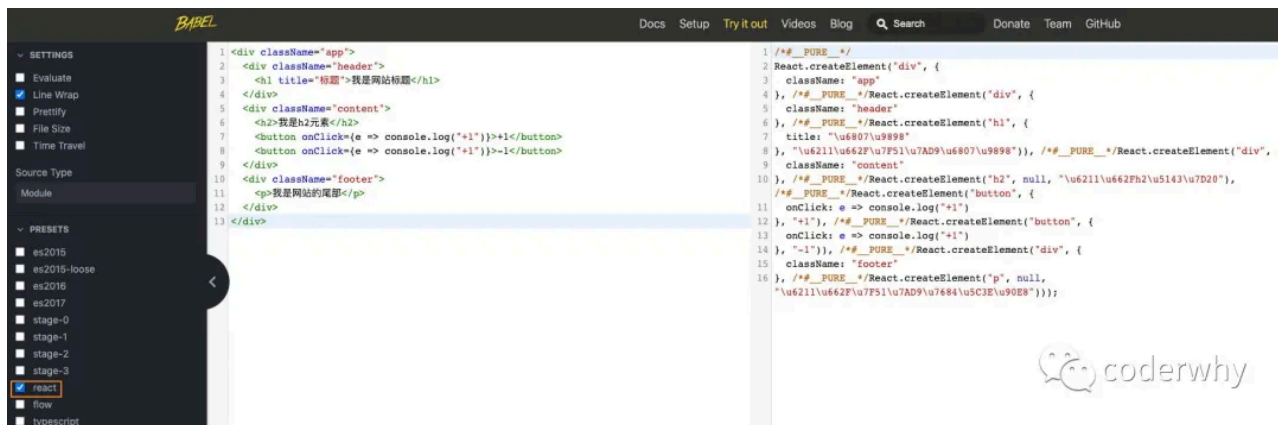 BABEL
Docs Setup Try it out Videos Blog Search Donate Team GitHub
SETTINGS
Evaluate
Line Wrap
Prettify
File Size
Time Travel
Source Type
Module
PRESETS
es2015
es2015-loose
es2016
es2017
stage-0
stage-1
stage-2
stage-3
react
flow
typescript
1 <div className="app">
2 <div className="header">
3 <h1 title="标题">我是网站标题</h1>
4 </div>
5 <div className="content">
6 <h2>我是h2元素</h2>
7 <button onClick={e => console.log("+1")}>+1</button>
8 <button onClick={e => console.log("+1")}>-1</button>
9 </div>
10 <div className="footer">
11 <p>我是网站的尾部</p>
12 </div>
13 </div>
1 /*#__PURE__*/
2 React.createElement("div", {
3 className: "app"
4 }, /*#__PURE__*/React.createElement("div", {
5 className: "header"
6 }, /*#__PURE__*/React.createElement("h1", {
7 title: "\u6807\u9898"
8 }, "\u6211\u662F\u7F51\u7AD9\u6807\u9898")), /*#__PURE__*/React.createElement("div", {
9 className: "content"
10 }, /*#__PURE__*/React.createElement("h2", null, "\u6211\u662Fh2\u5143\u7D20"),
/*#__PURE__*/React.createElement("button", {
11 onClick: e => console.log("+1")
12 }, "+1"), /*#__PURE__*/React.createElement("button", {
13 onClick: e => console.log("+1")
14 }, "-1")), /*#__PURE__*/React.createElement("div", {
15 className: "footer"
16 }, /*#__PURE__*/React.createElement("p", null,
"\u6211\u662F\u7F51\u7AD9\u7684\u5C3E\u90E8")));
coderwhy